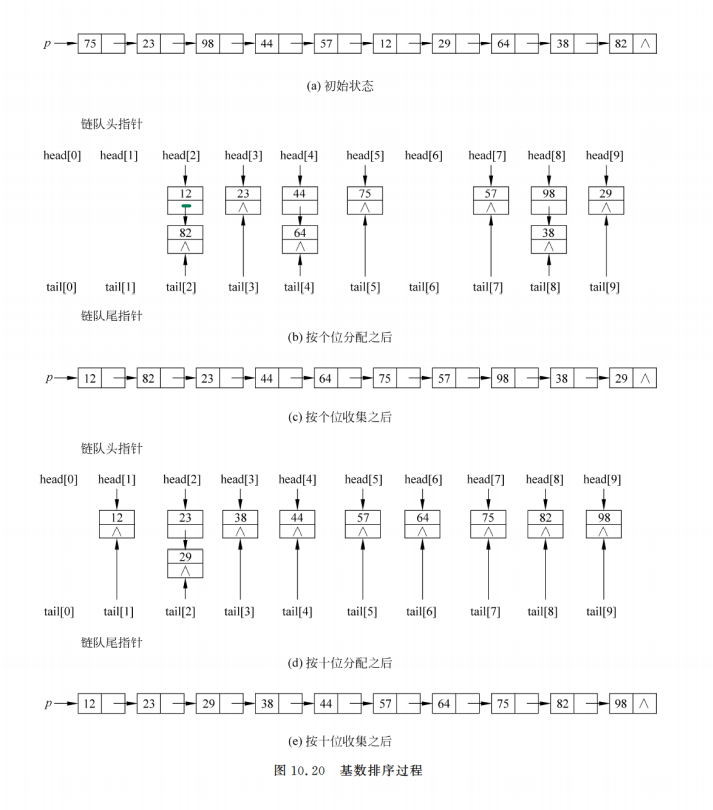 p 75 23 98 44 57 12 29 64 38 82 ∧
(a) 初始状态
链队头指针
head[0] head[1] head[2] head[3] head[4] head[5] head[6] head[7] head[8] head[9]
12 23 44 75 57 98 29
∧ ∧ ∧ ∧
82 64 38
∧ ∧ ∧
tail[0] tail[1] tail[2] tail[3] tail[4] tail[5] tail[6] tail[7] tail[8] tail[9]
链队尾指针
(b) 按个位分配之后
p 12 82 23 44 64 75 57 98 38 29 ∧
(c) 按个位收集之后
链队头指针
head[0] head[1] head[2] head[3] head[4] head[5] head[6] head[7] head[8] head[9]
12 23 38 44 57 64 75 82 98
∧ ∧ ∧ ∧ ∧ ∧ ∧ ∧
29
∧
tail[0] tail[1] tail[2] tail[3] tail[4] tail[5] tail[6] tail[7] tail[8] tail[9]
链队尾指针
(d) 按十位分配之后
p 12 23 29 38 44 57 64 75 82 98 ∧
(e) 按十位收集之后
图 10.20 基数排序过程